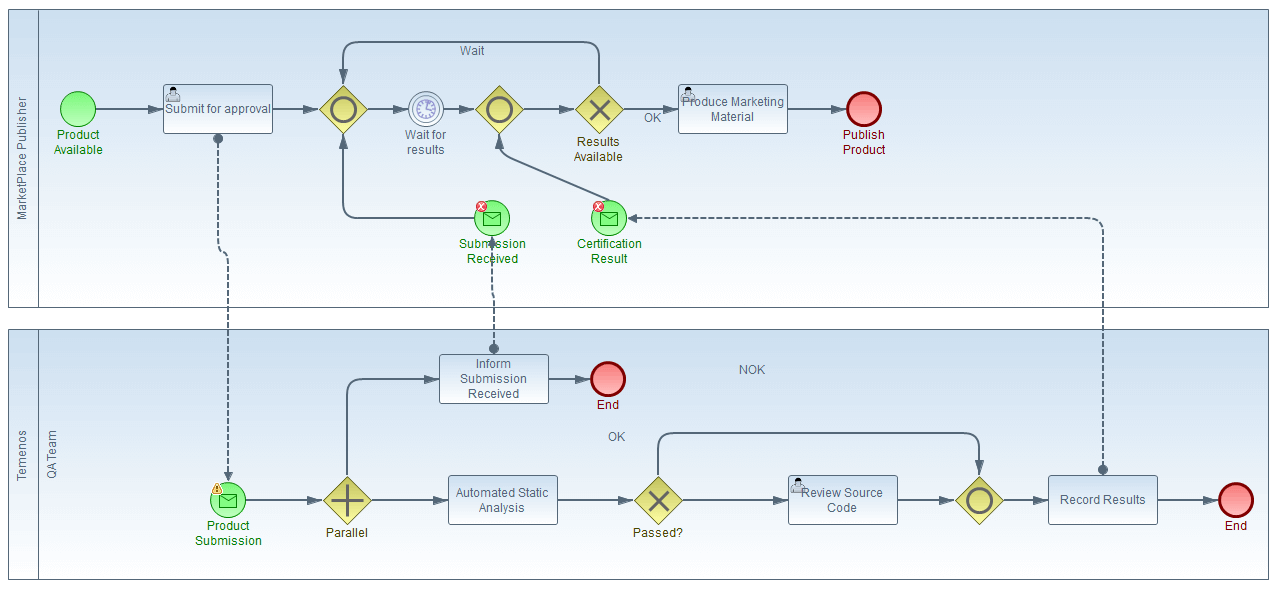 MarketPlace Publisher
Wait
Submit for approval
Product
Available
Wait for
results
Results
Available
OK
Produce Marketing
Material
Publish
Product
Submission
Received
Certification
Result
Temenos
QA Team
Inform
Submission
Received
End
NOK
OK
Product
Submission
Parallel
Automated Static
Analysis
Passed?
Review Source
Code
Record Results
End